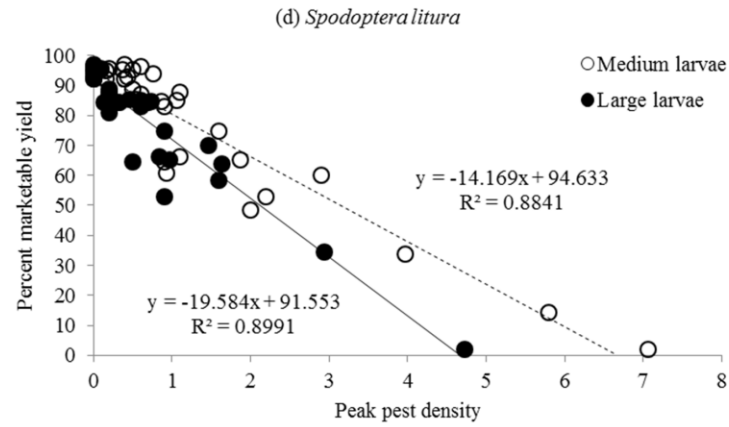 (d) Spodoptera litura
Medium larvae
Large larvae
100
90
80
70
60
50
40
30
20
10
0
Percent marketable yield
y = -14.169x + 94.633
R² = 0.8841
y = -19.584x + 91.553
R² = 0.8991
0 1 2 3 4 5 6 7 8
Peak pest density